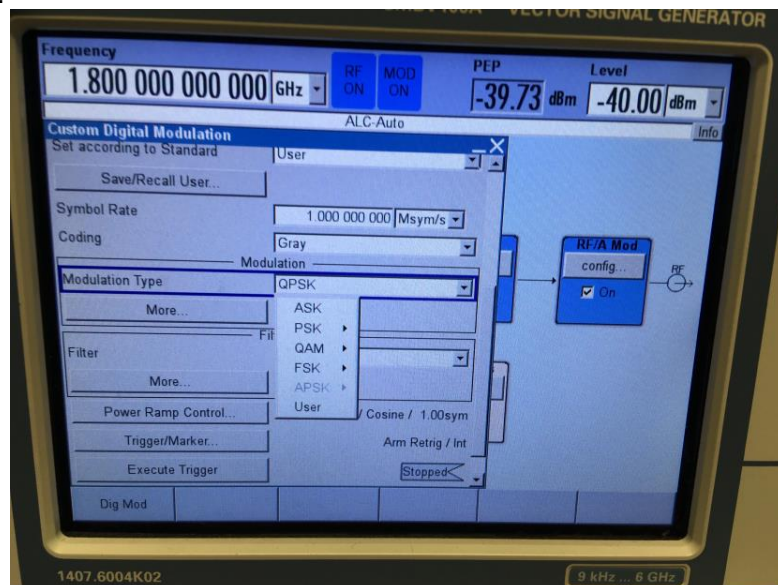 VECTOR SIGNAL GENERATOR
Frequency
1.800 000 000 000 GHz
RF ON
MOD ON
PEP
-39.73 dBm
Level
-40.00 dBm
ALC-Auto
Info
Custom Digital Modulation
Set according to Standard User
Save/Recall User...
Symbol Rate 1.000 000 000 Msym/s
Coding Gray
Modulation
Modulation Type QPSK
More...
ASK
PSK
QAM
FSK
APSK
User
Filter
More...
Power Ramp Control... Cosine / 1.00sym
Trigger/Marker... Arm Retrig / Int
Execute Trigger Stopped
RF/A Mod
config...
On
RF
Dig Mod
1407.6004K02
9 kHz ... 6 GHz